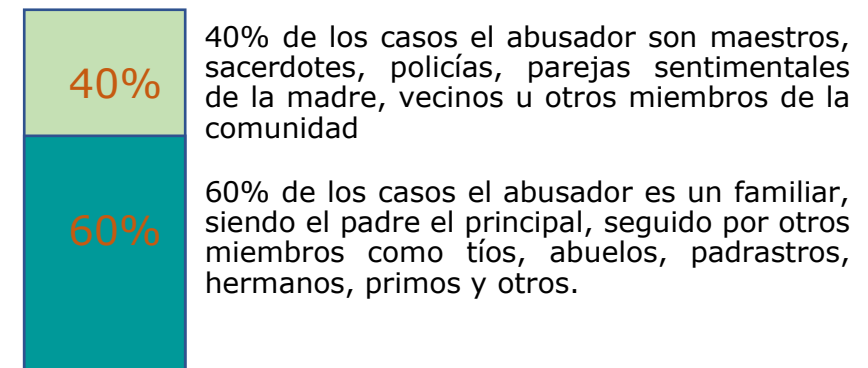 40%
40% de los casos el abusador son maestros,
sacerdotes, policías, parejas sentimentales
de la madre, vecinos u otros miembros de la
comunidad
60%
60% de los casos el abusador es un familiar,
siendo el padre el principal, seguido por otros
miembros como tíos, abuelos, padrastros,
hermanos, primos y otros.